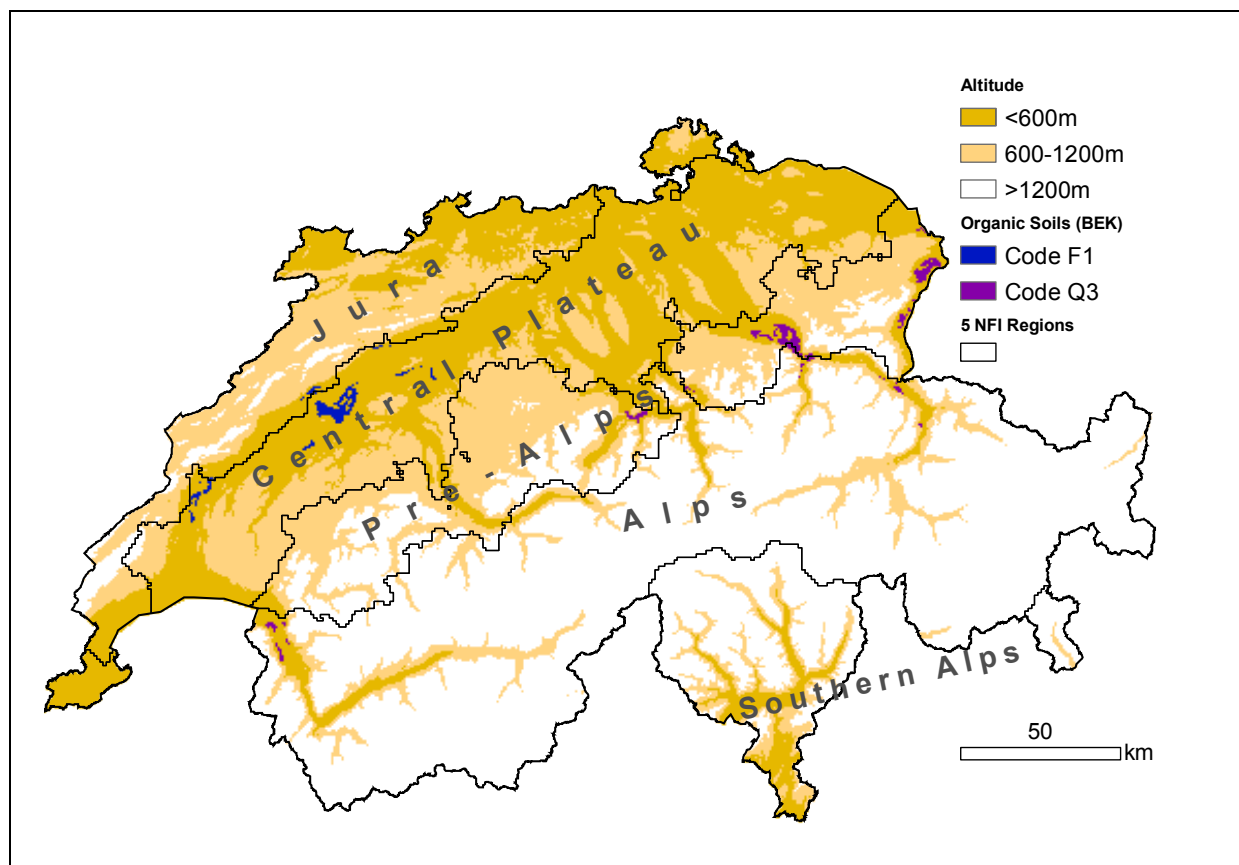 Altitude
<600m
600-1200m
>1200m
Organic Soils (BEK)
Code F1
Code Q3
5 NFI Regions
Jura
Central Plateau
Pre-Alps
Alps
Southern Alps
50
km